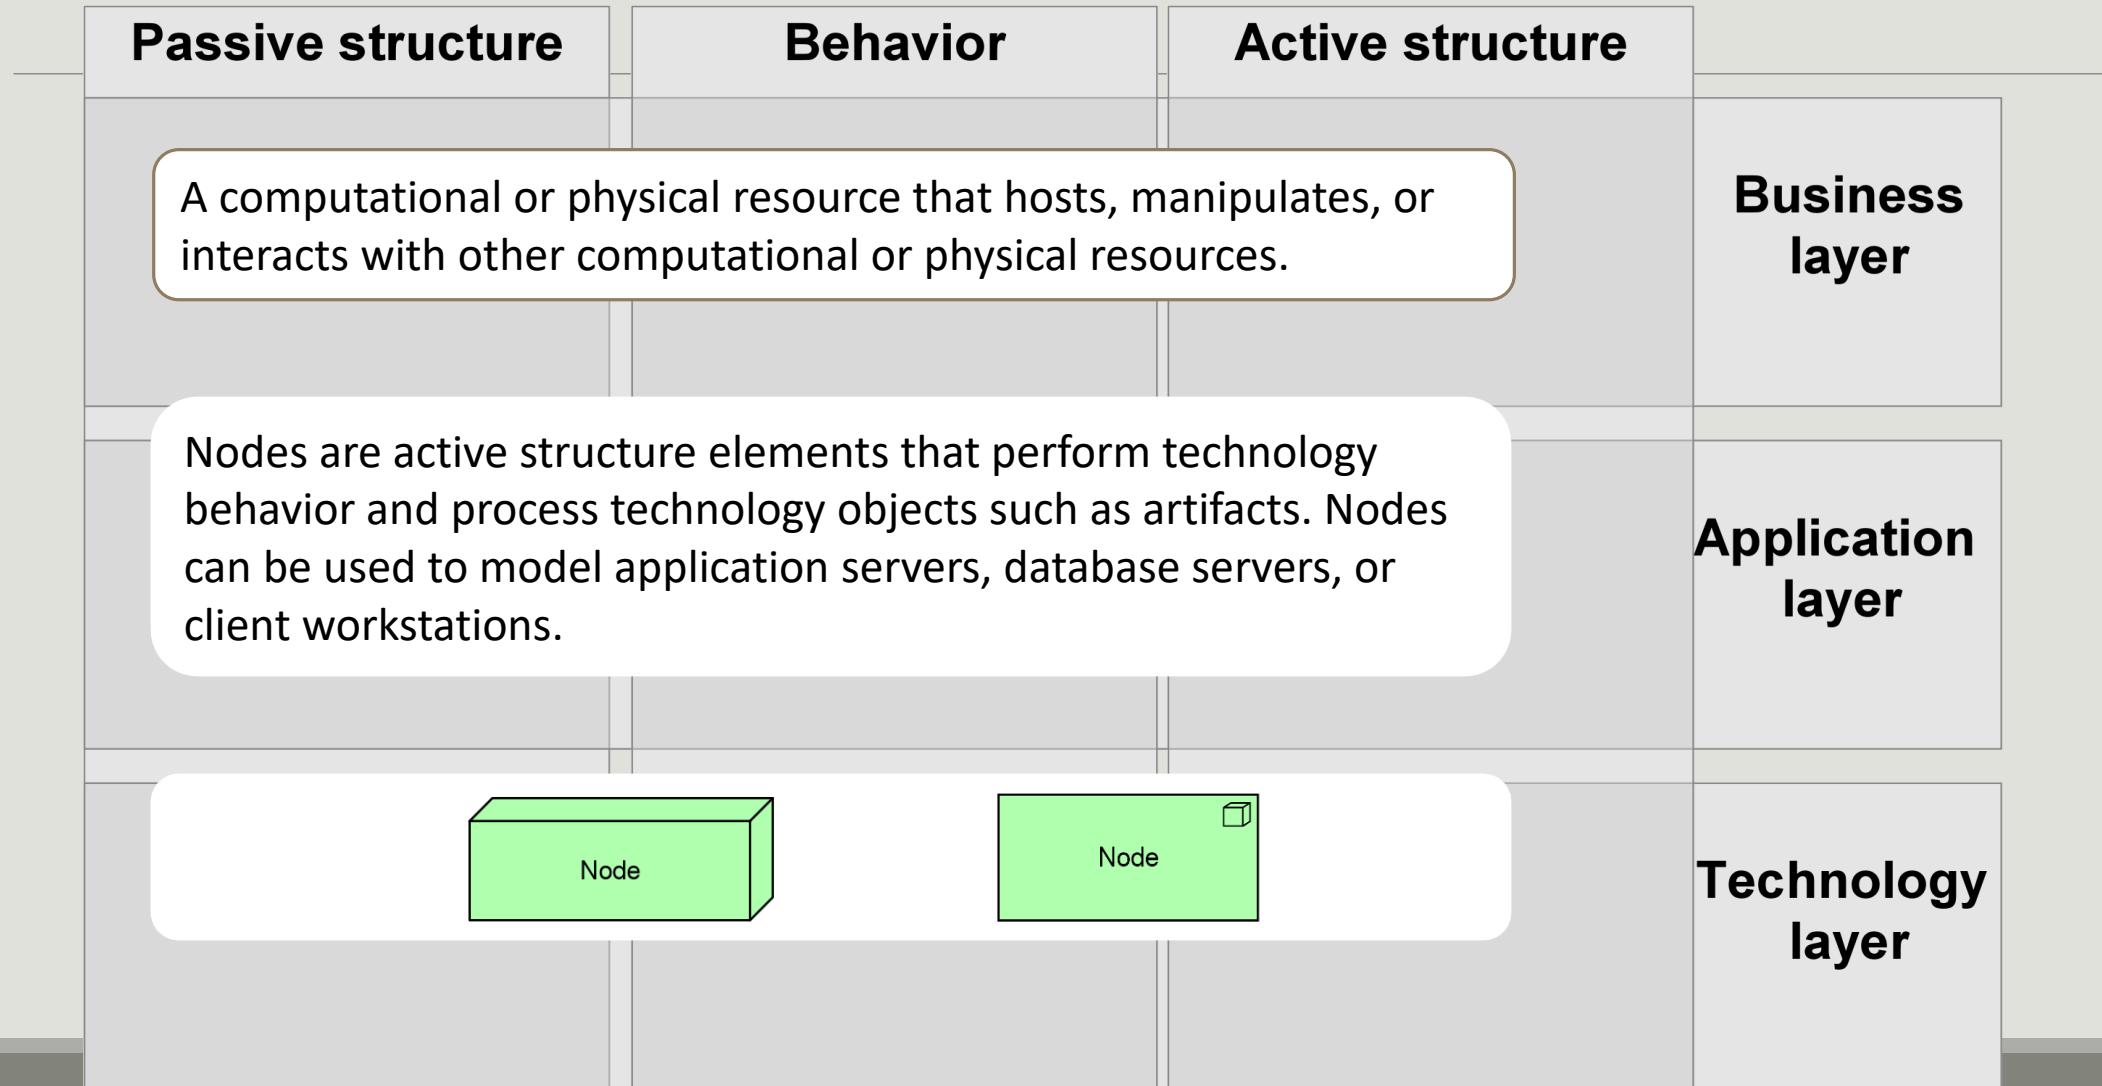 Passive structure
Behavior
Active structure
A computational or physical resource that hosts, manipulates, or
interacts with other computational or physical resources.
Business
layer
Nodes are active structure elements that perform technology
behavior and process technology objects such as artifacts. Nodes
can be used to model application servers, database servers, or
client workstations.
Application
layer
Node
Node
Technology
layer